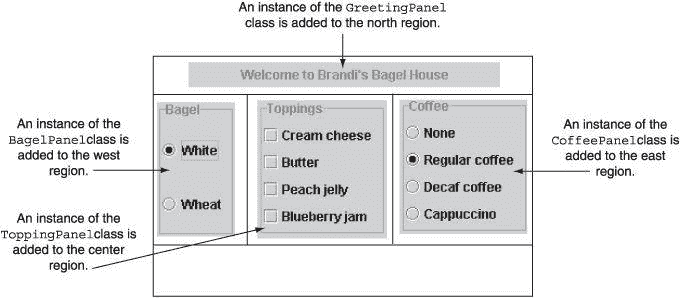 An instance of the GreetingPanel
class is added to the north region.
Welcome to Brandi's Bagel House
An instance of the
BagelPanelclass is
added to the west
region.
Bagel
White
Wheat
Toppings
Cream cheese
Butter
Peach jelly
Blueberry jam
Coffee
None
Regular coffee
Decaf coffee
Cappuccino
An instance of the
CoffeePanelclass is
added to the east
region.
An instance of the
ToppingPanelclass is
added to the center
region.